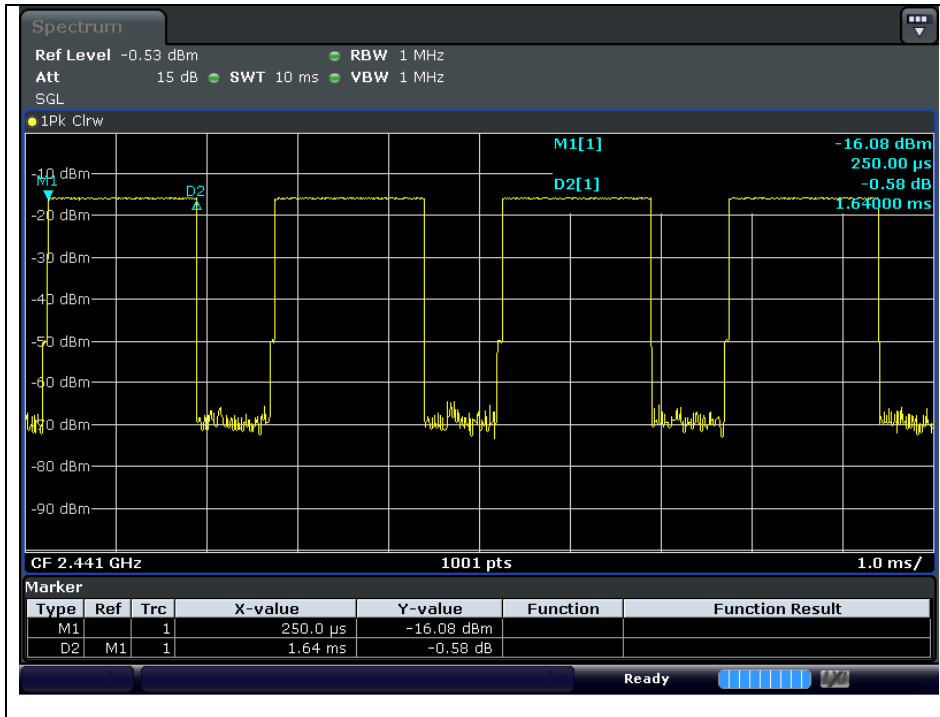 Spectrum
Ref Level -0.53 dBm RBW 1 MHz
Att 15 dB SWT 10 ms VBW 1 MHz
SGL
1Pk Clrw
M1[1] -16.08 dBm
250.00 µs
D2[1] -0.58 dB
1.64000 ms
-10 dBm
M1
D2
-20 dBm
-30 dBm
-40 dBm
-50 dBm
-60 dBm
-70 dBm
-80 dBm
-90 dBm
CF 2.441 GHz 1001 pts 1.0 ms/
Marker
Type Ref Trc X-value Y-value Function Function Result
M1 1 250.0 µs -16.08 dBm
D2 M1 1 1.64 ms -0.58 dB
Ready